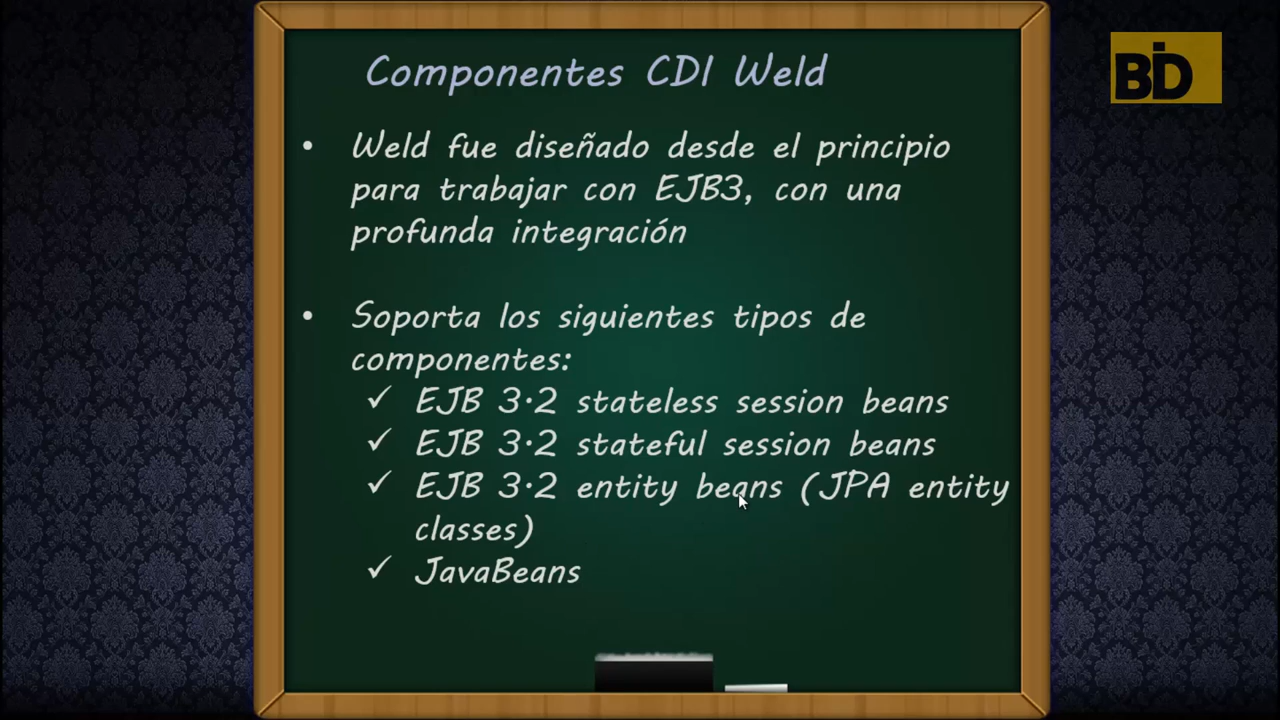 Componentes CDI Weld
BID
• Weld fue diseñado desde el principio
para trabajar con EJB3, con una
profunda integración
• Soporta los siguientes tipos de
componentes:
✓ EJB 3.2 stateless session beans
✓ EJB 3.2 stateful session beans
✓ EJB 3.2 entity beans (JPA entity
classes)
✓ JavaBeans